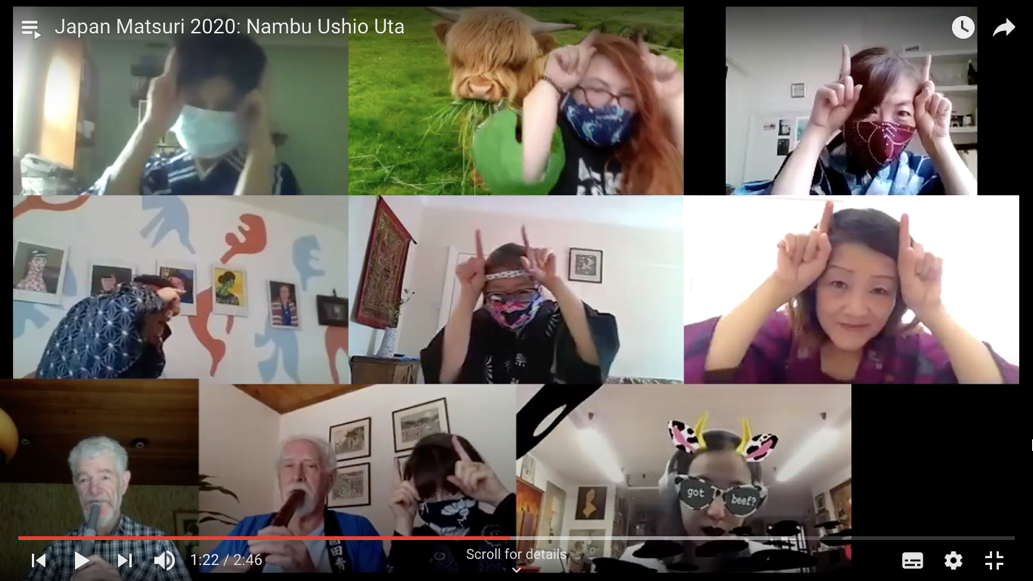 Japan Matsuri 2020: Nambu Ushio Uta
got beef?
1:22 / 2:46
Scroll for details